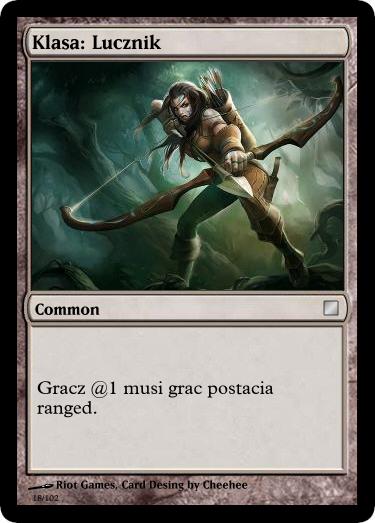 Klasa: Lucznik
Common
Gracz @1 musi grac postacia
ranged.
Riot Games, Card Desing by Cheehee
18/102